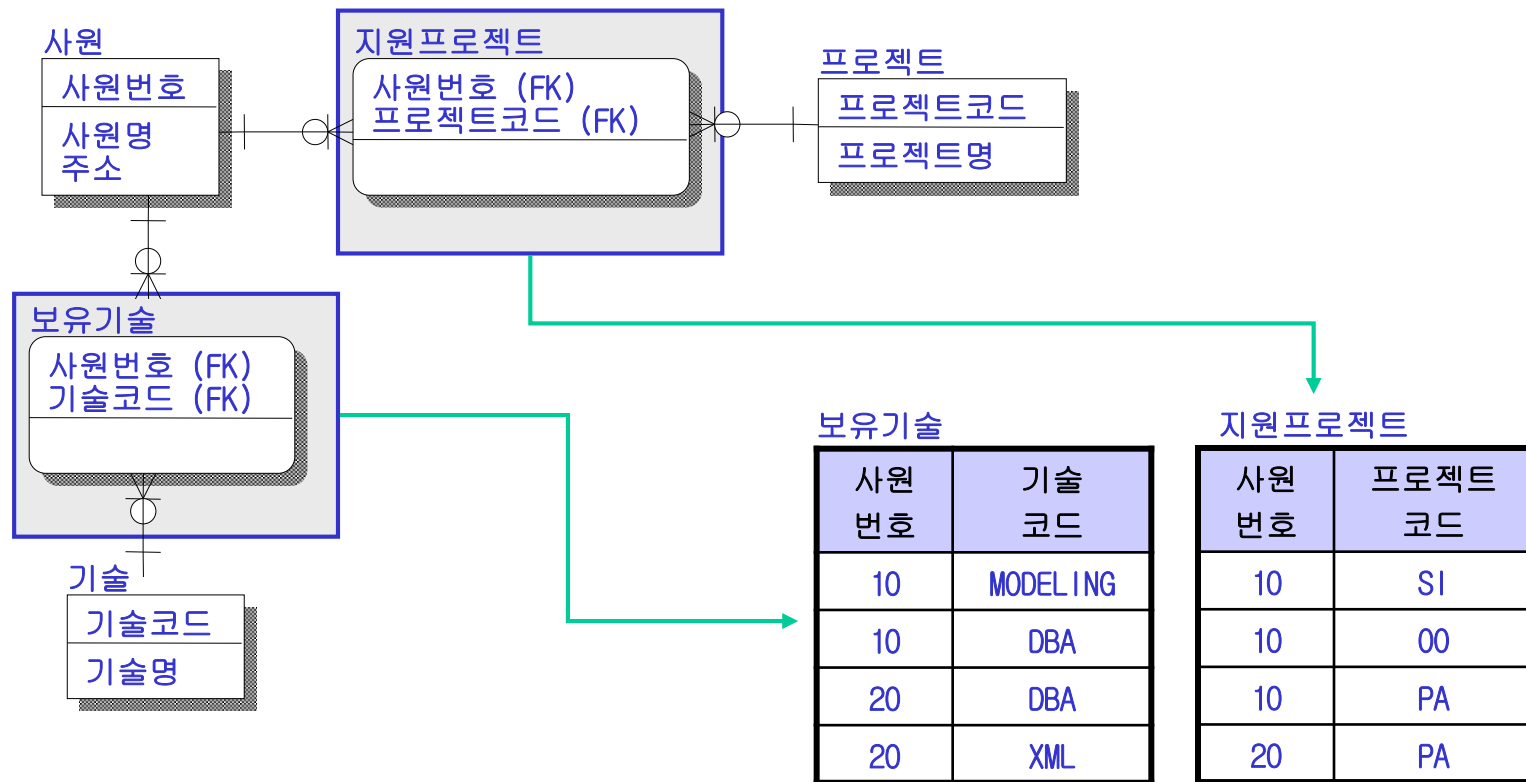 사원
사원번호
사원명
주소
지원프로젝트
사원번호 (FK)
프로젝트코드 (FK)
프로젝트
프로젝트코드
프로젝트명
보유기술
사원번호 (FK)
기술코드 (FK)
기술
기술코드
기술명
보유기술
사원 기술
번호 코드
10 MODELING
10 DBA
20 DBA
20 XML
지원프로젝트
사원 프로젝트
번호 코드
10 SI
10 OO
10 PA
20 PA